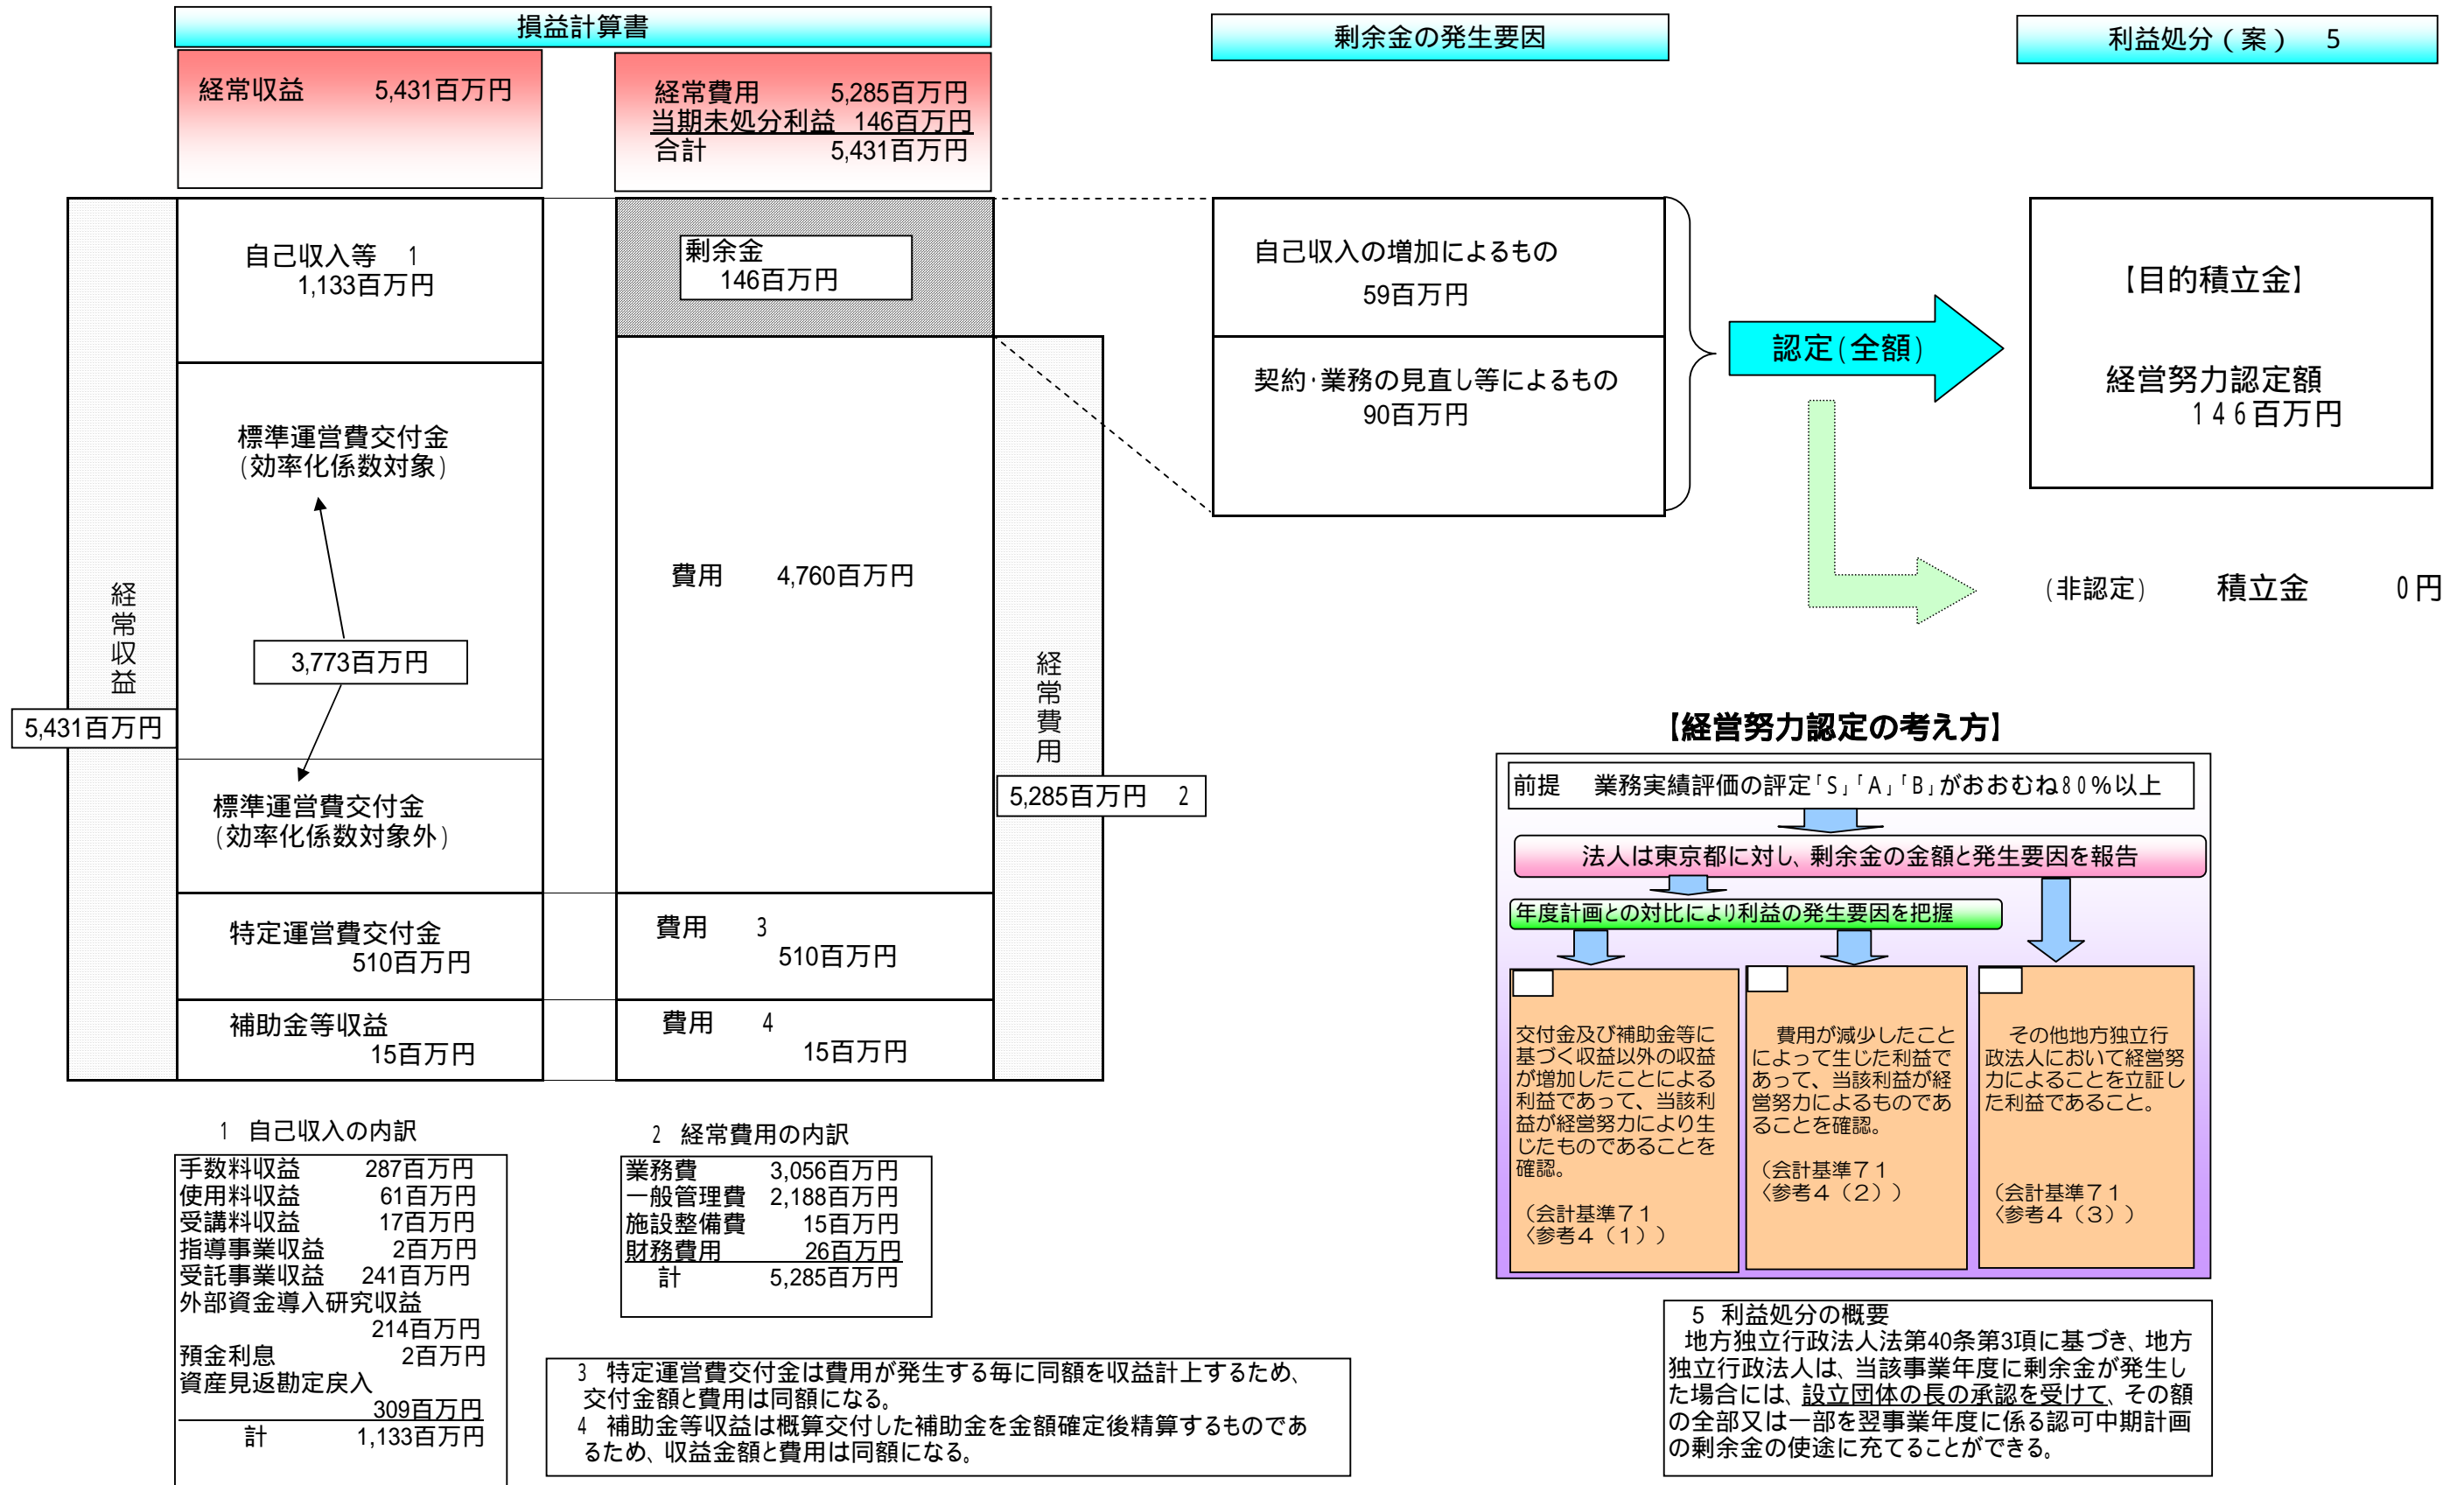 損益計算書
剰余金の発生要因
利益処分(案) 5
経常収益 5,431百万円
経常費用 5,285百万円
当期未処分利益 146百万円
合計 5,431百万円
経常収益
5,431百万円
自己収入等 1
1,133百万円
標準運営費交付金
(効率化係数対象)
3,773百万円
標準運営費交付金
(効率化係数対象外)
特定運営費交付金
510百万円
補助金等収益
15百万円
剰余金
146百万円
費用 4,760百万円
費用 3
510百万円
費用 4
15百万円
経常費用
5,285百万円 2
自己収入の増加によるもの
59百万円
契約・業務の見直し等によるもの
90百万円
認定(全額)
【目的積立金】
経営努力認定額
146百万円
(非認定) 積立金 0円
【経営努力認定の考え方】
前提 業務実績評価の評定「S」「A」「B」がおおむね80%以上
法人は東京都に対し、剰余金の金額と発生要因を報告
年度計画との対比により利益の発生要因を把握
交付金及び補助金等に
基づく収益以外の収益
が増加したことによる
利益であって、当該利
益が経営努力により生
じたものであることを
確認。
(会計基準71
〈参考4(1))
費用が減少したこと
によって生じた利益で
あって、当該利益が経
営努力によるものであ
ることを確認。
(会計基準71
〈参考4(2))
その他地方独立行
政法人において経営努
力によることを立証し
た利益であること。
(会計基準71
〈参考4(3))
1 自己収入の内訳
手数料収益 287百万円
使用料収益 61百万円
受講料収益 17百万円
指導事業収益 2百万円
受託事業収益 241百万円
外部資金導入研究収益
214百万円
預金利息 2百万円
資産見返勘定戻入
309百万円
計 1,133百万円
2 経常費用の内訳
業務費 3,056百万円
一般管理費 2,188百万円
施設整備費 15百万円
財務費用 26百万円
計 5,285百万円
3 特定運営費交付金は費用が発生する毎に同額を収益計上するため、
交付金額と費用は同額になる。
4 補助金等収益は概算交付した補助金を金額確定後精算するものであ
るため、収益金額と費用は同額になる。
5 利益処分の概要
地方独立行政法人法第40条第3項に基づき、地方
独立行政法人は、当該事業年度に剰余金が発生し
た場合には、設立団体の長の承認を受けて、その額
の全部又は一部を翌事業年度に係る認可中期計画
の剰余金の使途に充てることができる。